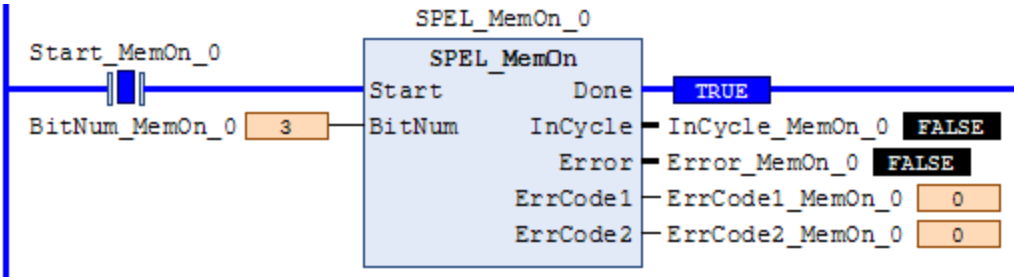 SPEL_MemOn_0
Start_MemOn_0
SPEL_MemOn
Start Done TRUE
BitNum_MemOn_0 3 BitNum InCycle InCycle_MemOn_0 FALSE
Error Error_MemOn_0 FALSE
ErrCode1 ErrCode1_MemOn_0 0
ErrCode2 ErrCode2_MemOn_0 0